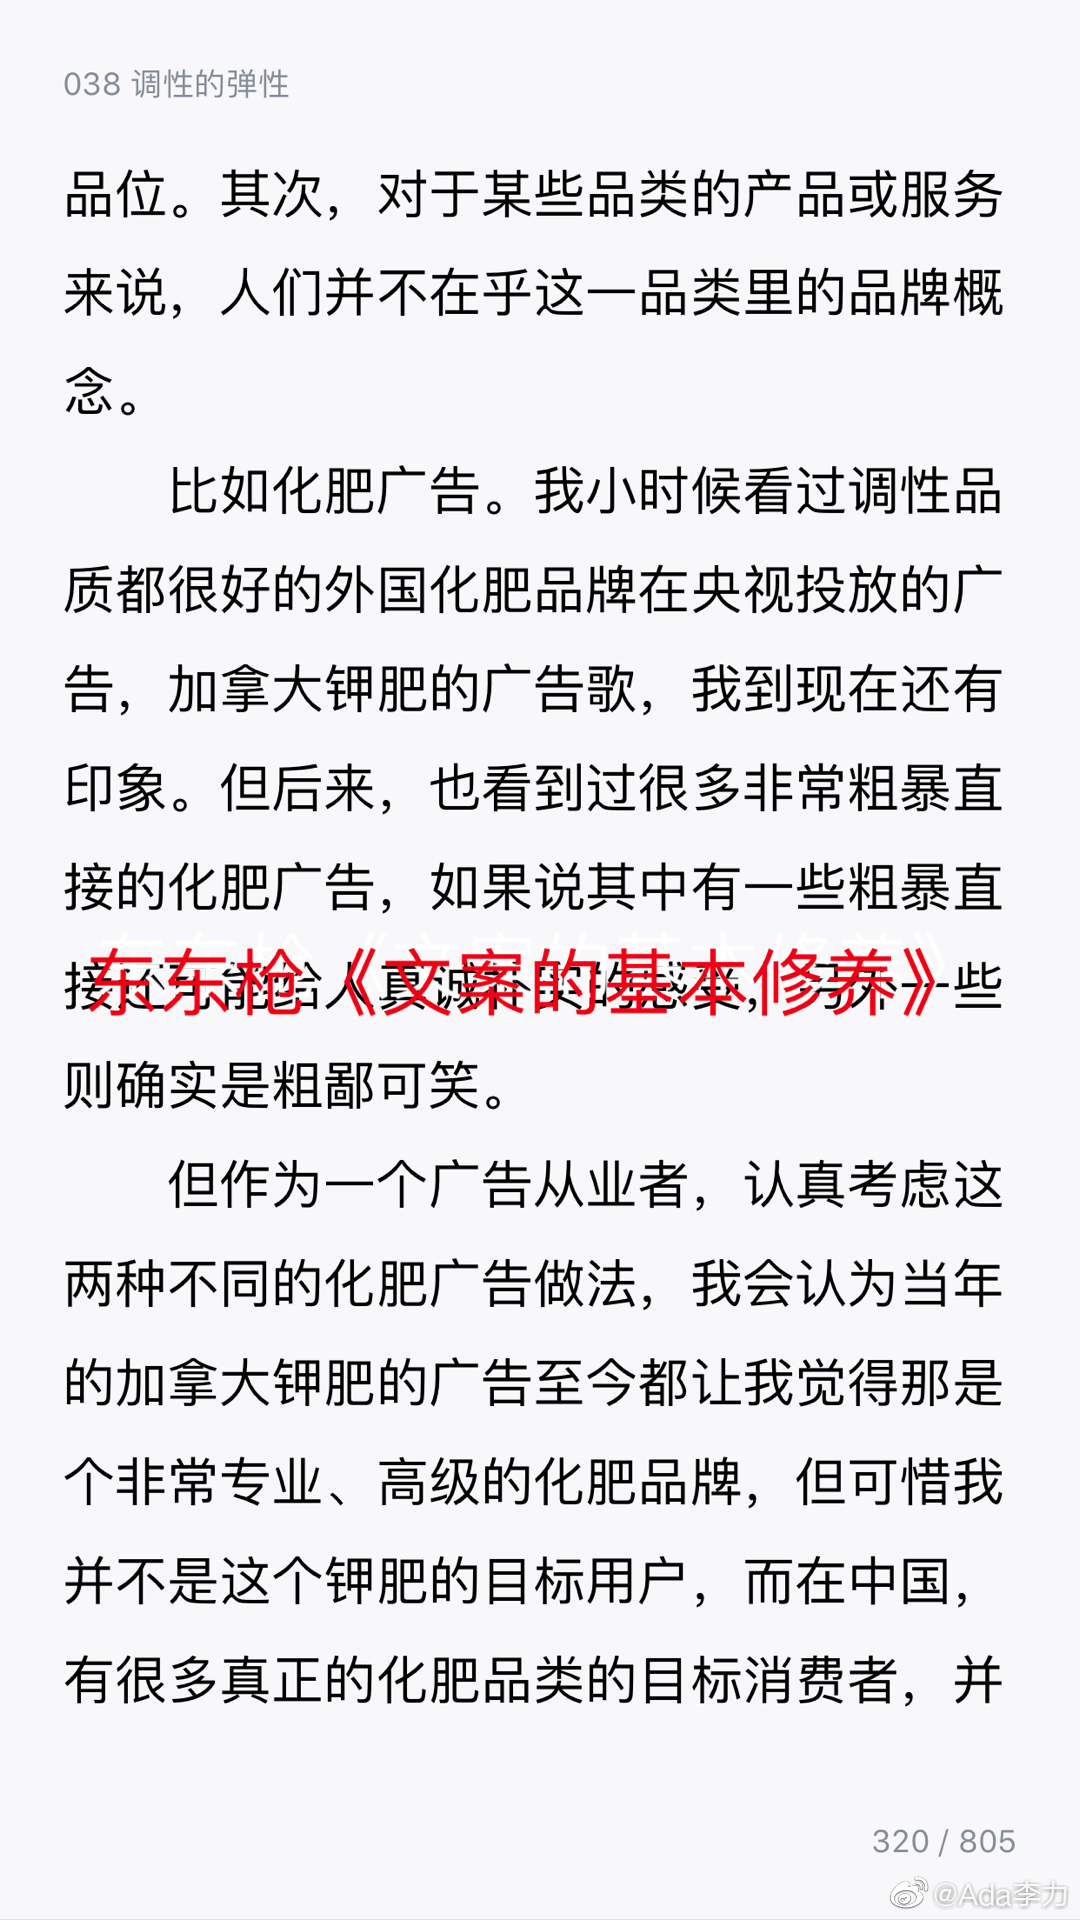 038 调性的弹性
品位。其次，对于某些品类的产品或服务
来说，人们并不在乎这一品类里的品牌概
念。
比如化肥广告。我小时候看过调性品
质都很好的外国化肥品牌在央视投放的广
告，加拿大钾肥的广告歌，我到现在还有
印象。但后来，也看到过很多非常粗暴直
接的化肥广告，如果说其中有一些粗暴直
东东枪《文案的基本修养》
接还可能给人真诚朴实的感受，另外一些
则确实是粗鄙可笑。
但作为一个广告从业者，认真考虑这
两种不同的化肥广告做法，我会认为当年
的加拿大钾肥的广告至今都让我觉得那是
个非常专业、高级的化肥品牌，但可惜我
并不是这个钾肥的目标用户，而在中国，
有很多真正的化肥品类的目标消费者，并
320 / 805
@Ada李力